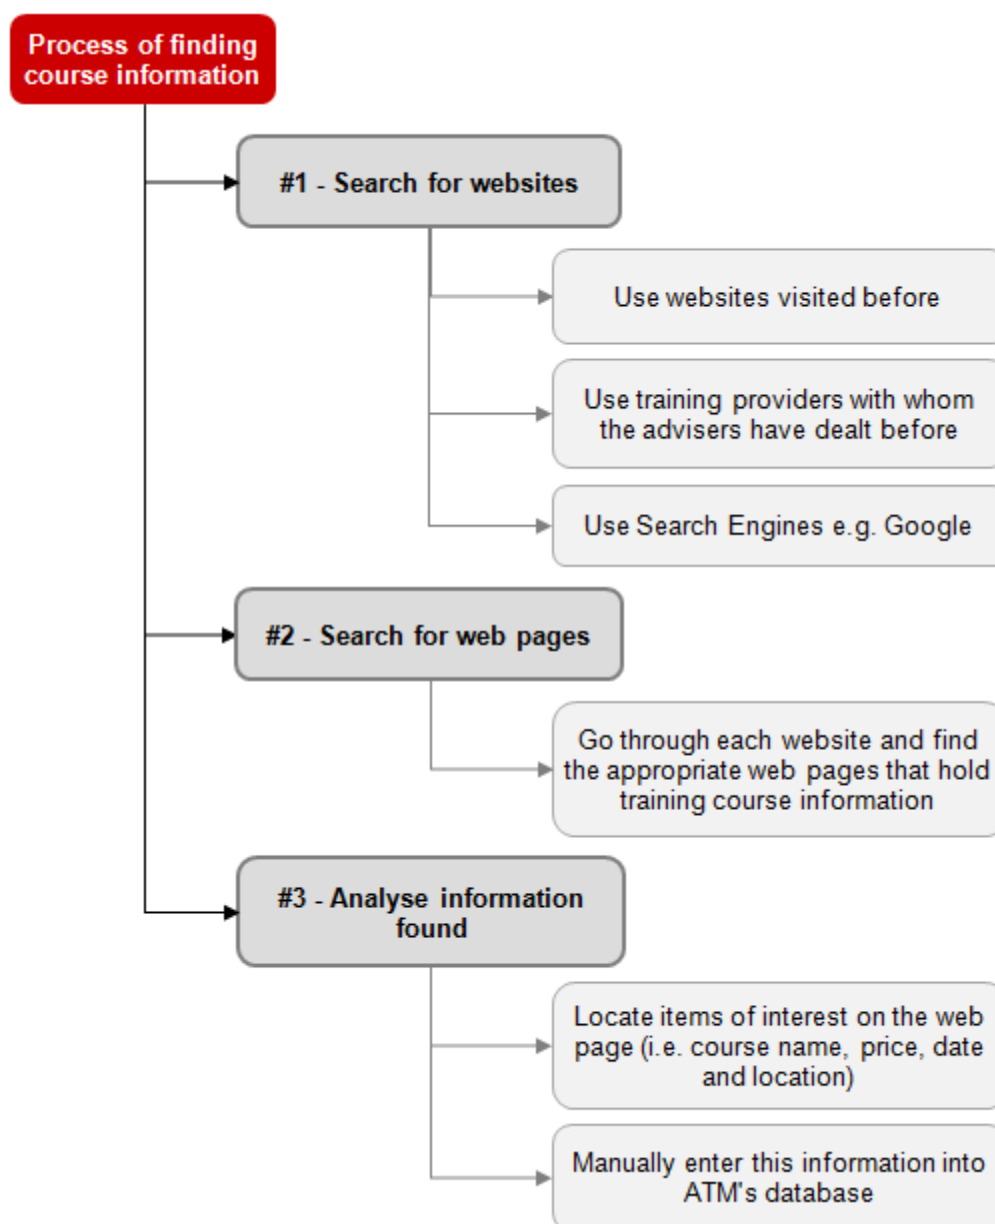 Process of finding
course information
#1 - Search for websites
Use websites visited before
Use training providers with whom
the advisers have dealt before
Use Search Engines e.g. Google
#2 - Search for web pages
Go through each website and find
the appropriate web pages that hold
training course information
#3 - Analyse information
found
Locate items of interest on the web
page (i.e. course name, price, date
and location)
Manually enter this information into
ATM's database